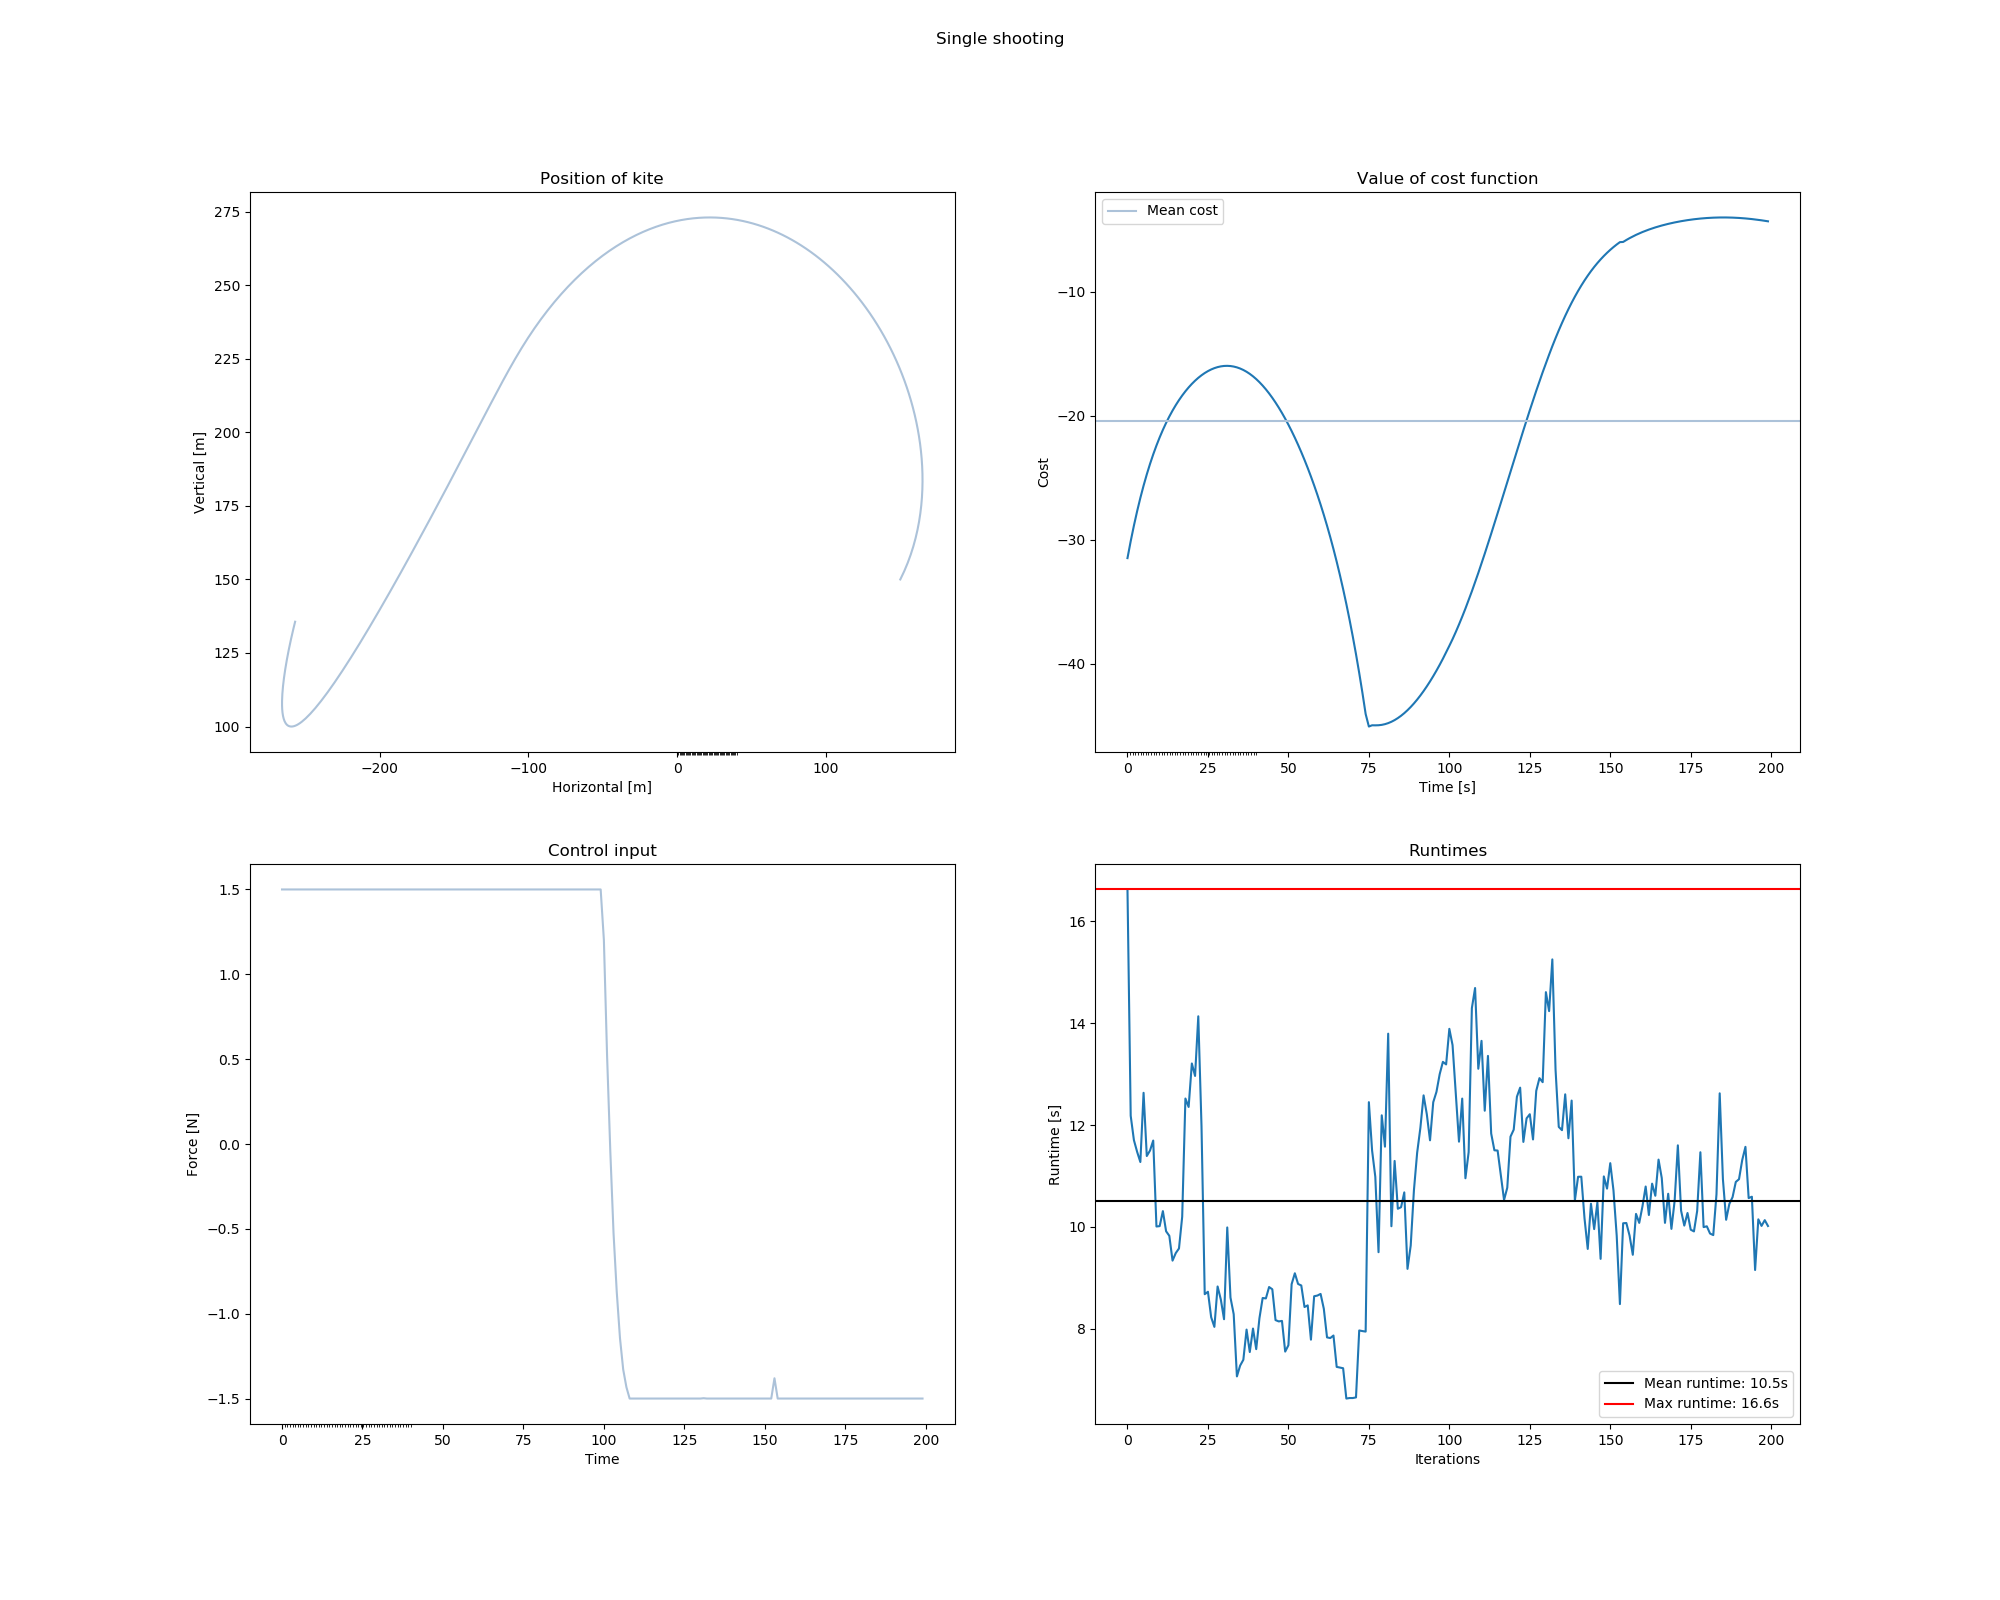 Single shooting
Position of kite
275
250
225
200
175
150
125
100
Vertical [m]
−200 −100 0 100
Horizontal [m]
Value of cost function
Mean cost
−10
−20
−30
−40
Cost
0 25 50 75 100 125 150 175 200
Time [s]
Control input
1.5
1.0
0.5
0.0
−0.5
−1.0
−1.5
Force [N]
0 25 50 75 100 125 150 175 200
Time
Runtimes
16
14
12
10
8
Runtime [s]
Mean runtime: 10.5s
Max runtime: 16.6s
0 25 50 75 100 125 150 175 200
Iterations